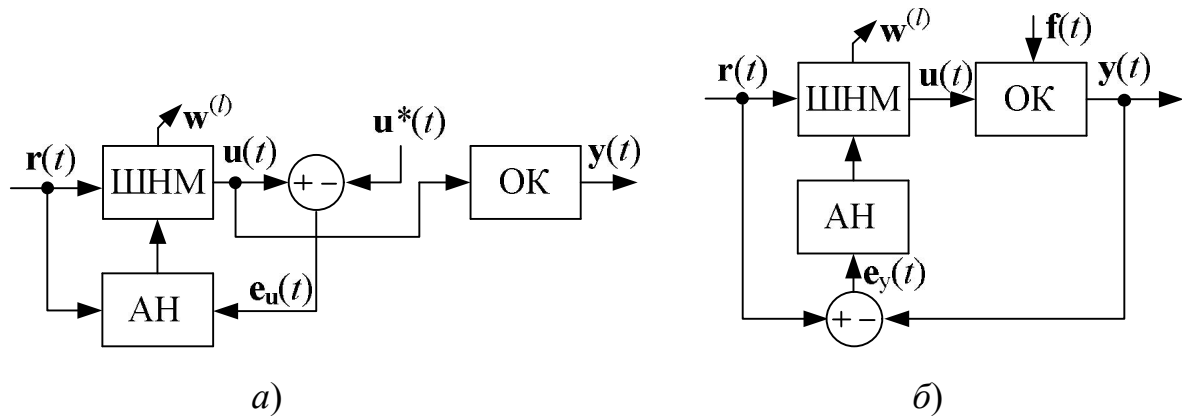 w^(l)
u*(t)
r(t)
u(t)
y(t)
ШНМ
+ −
ОК
АН
e_u(t)
а)
w^(l)
f(t)
r(t)
u(t)
y(t)
ШНМ
ОК
АН
e_y(t)
+ −
б)